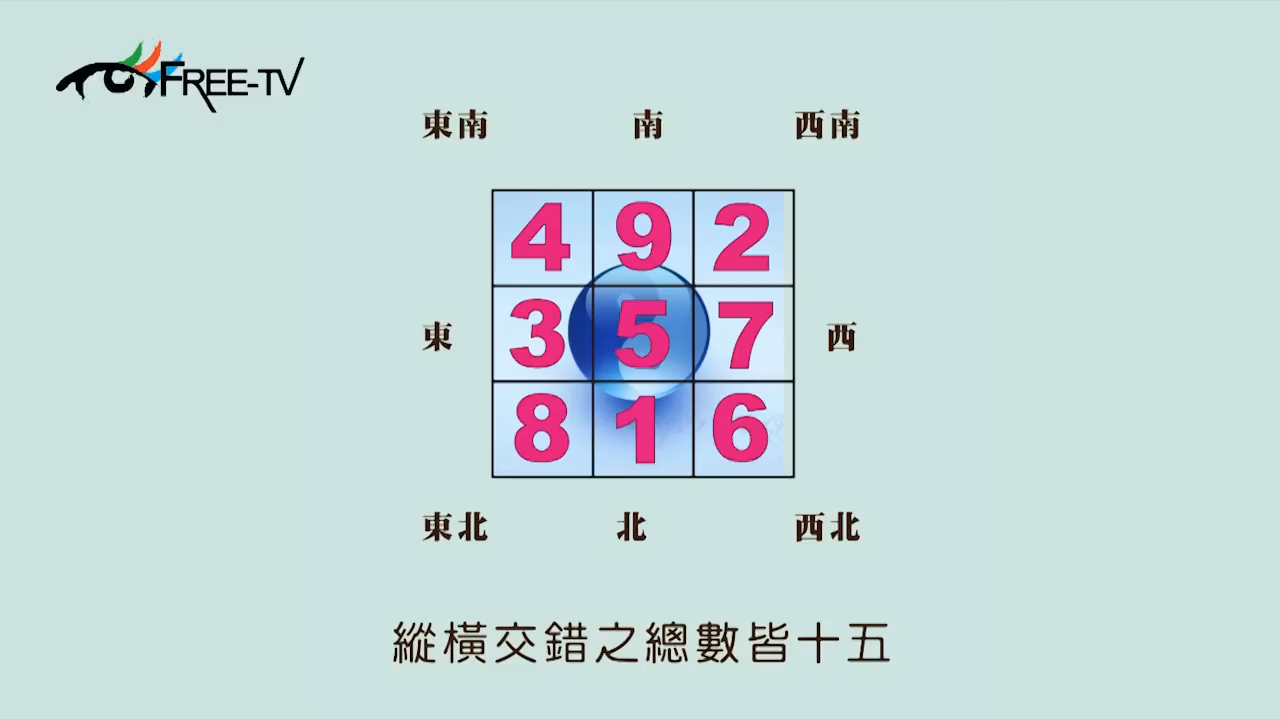 FREE-TV
東南 南 西南
4 9 2
東 3 5 7 西
8 1 6
東北 北 西北
縱橫交錯之總數皆十五